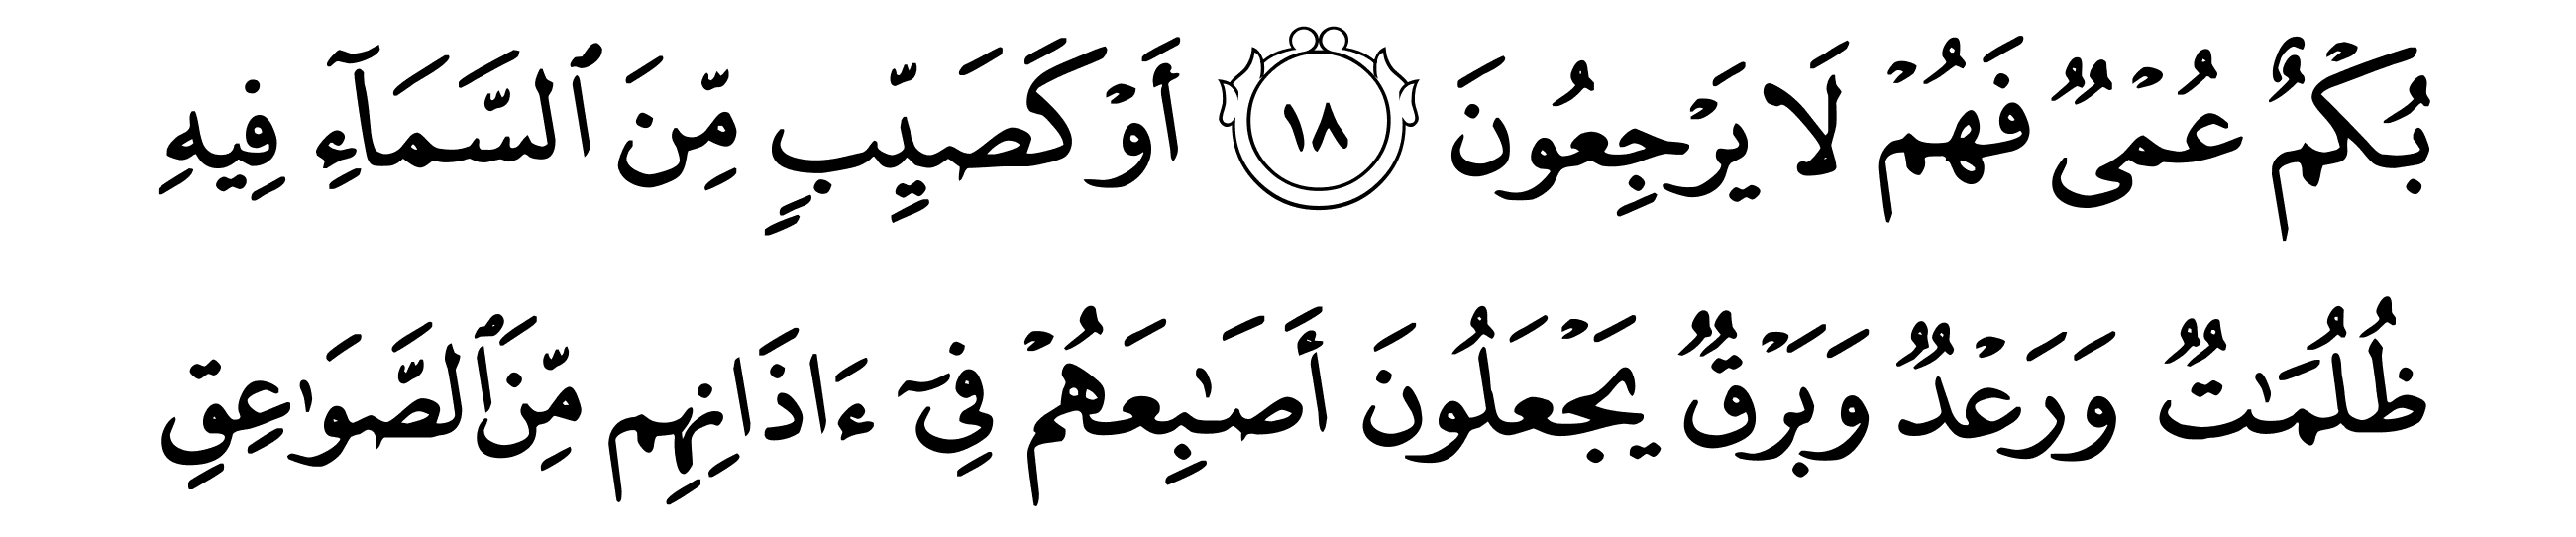 بُكۡمٌ عُمۡيٞ فَهُمۡ لَا يَرۡجِعُونَ ١٨ أَوۡ كَصَيِّبٖ مِّنَ ٱلسَّمَآءِ فِيهِ
ظُلُمَٰتٞ وَرَعۡدٞ وَبَرۡقٞ يَجۡعَلُونَ أَصَٰبِعَهُمۡ فِيٓ ءَاذَانِهِم مِّنَ ٱلصَّوَٰعِقِ